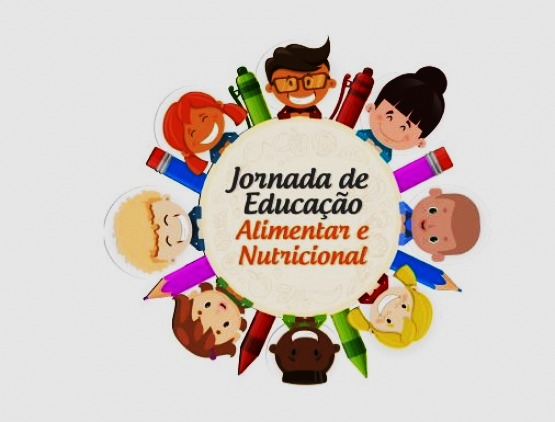 Jornada de
Educação
Alimentar e
Nutricional